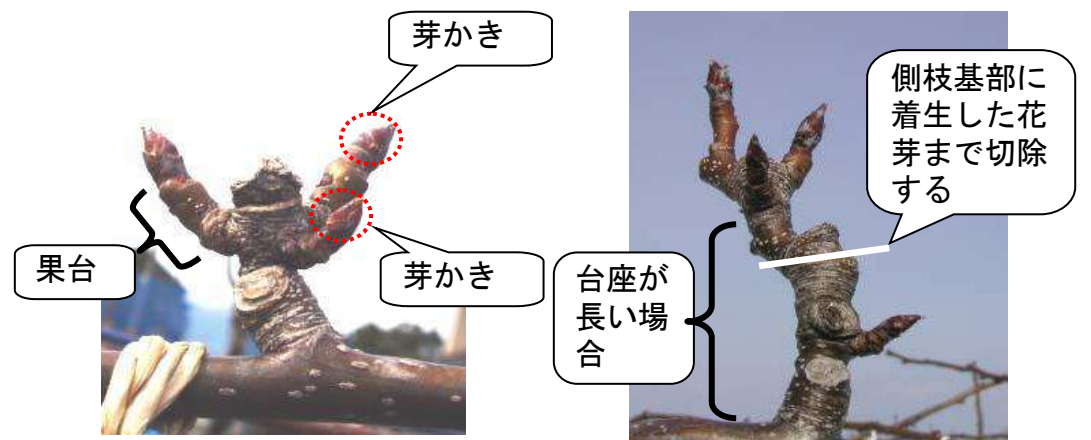 芽かき
果台
芽かき
側枝基部に
着生した花
芽まで切除
する
台座が
長い場
合